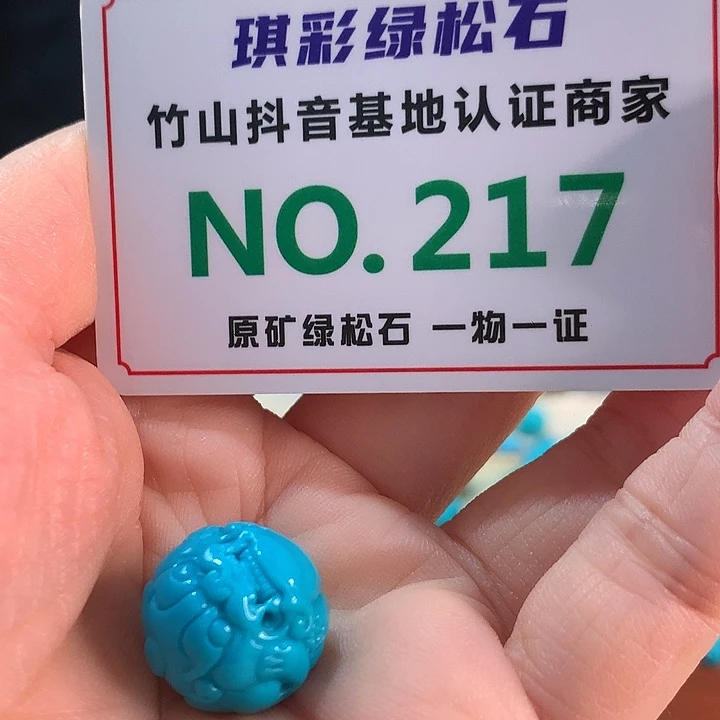 琪彩绿松石
竹山抖音基地认证商家
NO.217
原矿绿松石 一物一证